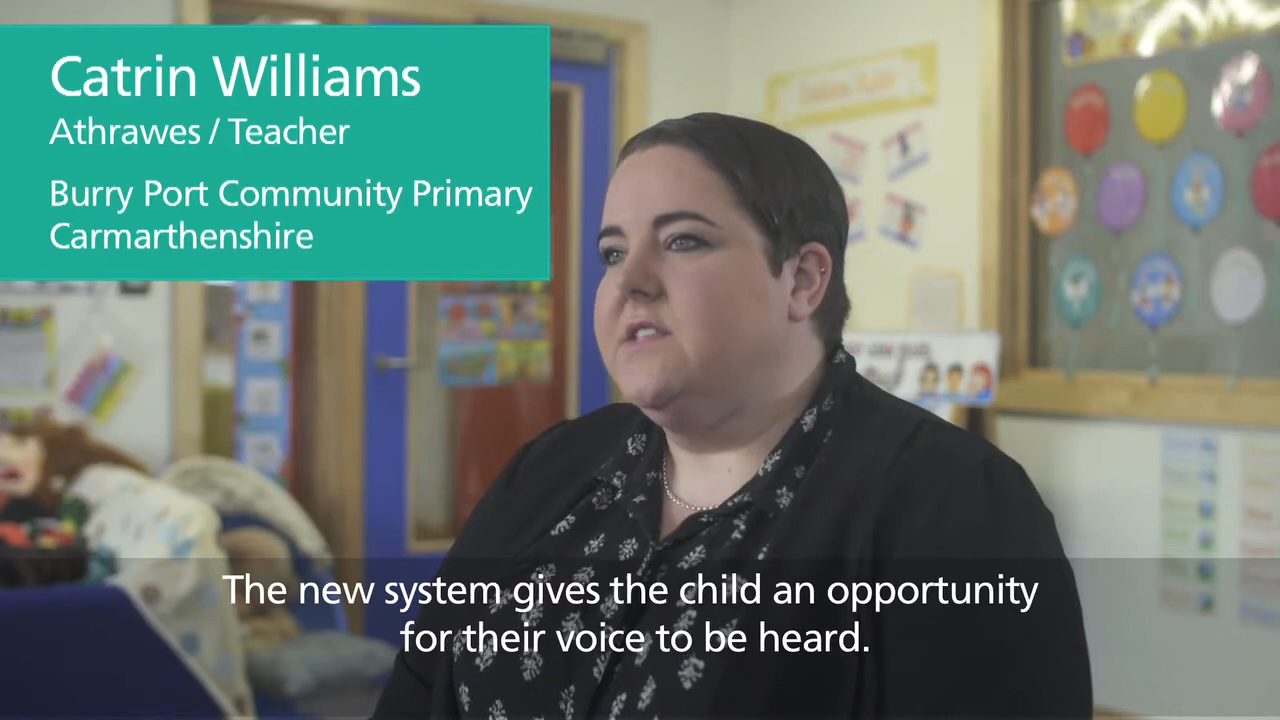 Catrin Williams
Athrawes / Teacher
Burry Port Community Primary
Carmarthenshire
The new system gives the child an opportunity
for their voice to be heard.